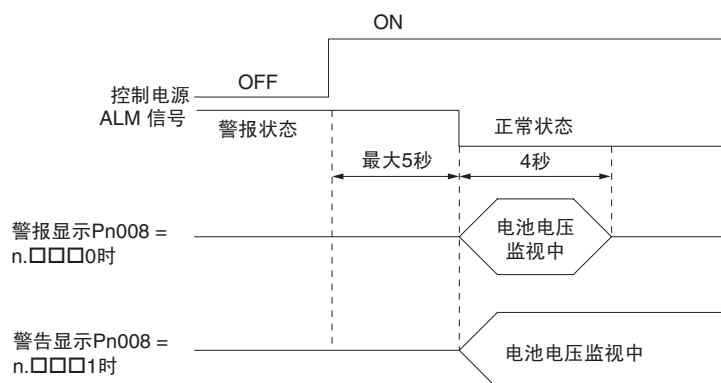 ON
OFF
控制电源
ALM 信号
警报状态
正常状态
最大5秒
4秒
警报显示Pn008 =
n.□□□0时
电池电压
监视中
警告显示Pn008 =
n.□□□1时
电池电压监视中